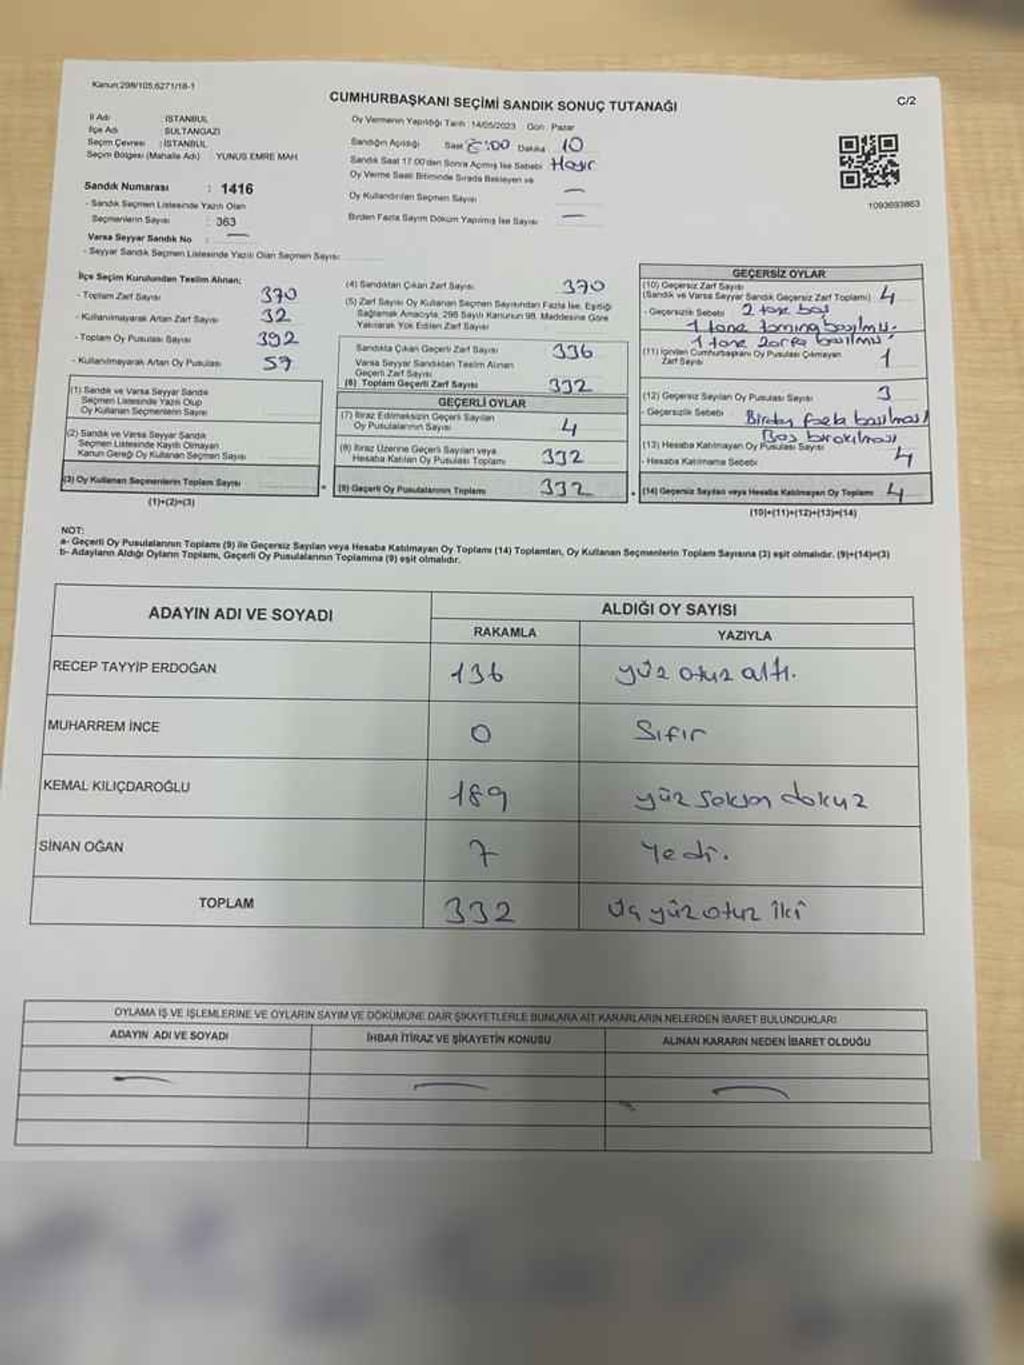 Kanun:298/105,6271/18-1
CUMHURBAŞKANI SEÇİMİ SANDIK SONUÇ TUTANAĞI
C/2
İl Adı : İSTANBUL
İlçe Adı : SULTANGAZİ
Seçim Çevresi : İSTANBUL
Seçim Bölgesi (Mahalle Adı) YUNUS EMRE MAH.
Sandık Numarası : 1416
- Sandık Seçmen Listesinde Yazılı Olan
Seçmenlerin Sayısı : 363
Varsa Seyyar Sandık No : —
- Seyyar Sandık Seçmen Listesinde Yazılı Olan Seçmen Sayısı:
Oy Vermenin Yapıldığı Tarih : 14/05/2023 Gün : Pazar
Sandığın Açıldığı Saat 8:00 Dakika 10
Sandık Saat 17.00'den Sonra Açılmış İse Sebebi Hayır
Oy Verme Saati Bitiminde Sırada Bekleyen ve
Oy Kullandırılan Seçmen Sayısı —
Birden Fazla Sayım Döküm Yapılmış İse Sayısı —
1093693863
İlçe Seçim Kurulundan Teslim Alınan;
- Toplam Zarf Sayısı 370
- Kullanılmayarak Artan Zarf Sayısı 32
- Toplam Oy Pusulası Sayısı 392
- Kullanılmayarak Artan Oy Pusulası 57
(1) Sandık ve Varsa Seyyar Sandık
Seçmen Listesinde Yazılı Olup
Oy Kullanan Seçmenlerin Sayısı
(2) Sandık ve Varsa Seyyar Sandık
Seçmen Listesinde Kayıtlı Olmayan
Kanun Gereği Oy Kullanan Seçmen Sayısı
(3) Oy Kullanan Seçmenlerin Toplam Sayısı
(1)+(2)=(3)
(4) Sandıktan Çıkan Zarf Sayısı 370
(5) Zarf Sayısı Oy Kullanan Seçmen Sayısından Fazla İse, Eşitliği
Sağlamak Amacıyla, 298 Sayılı Kanunun 98. Maddesine Göre
Yakılarak Yok Edilen Zarf Sayısı
Sandıkta Çıkan Geçerli Zarf Sayısı 336
Varsa Seyyar Sandıktan Teslim Alınan
Geçerli Zarf Sayısı
(6) Toplam Geçerli Zarf Sayısı 332
GEÇERLİ OYLAR
(7) İtiraz Edilmeksizin Geçerli Sayılan
Oy Pusulalarının Sayısı 4
(8) İtiraz Üzerine Geçerli Sayılan veya
Hesaba Katılan Oy Pusulası Toplamı 332
(9) Geçerli Oy Pusulalarının Toplamı 332
GEÇERSİZ OYLAR
(10) Geçersiz Zarf Sayısı 4
(Sandık ve Varsa Seyyar Sandık Geçersiz Zarf Toplamı)
- Geçersizlik Sebebi 2 tane boş
1 tane basılmış.
1 tane zarfa basılmış
(11) İçinden Cumhurbaşkanı Oy Pusulası Çıkmayan
Zarf Sayısı 1
(12) Geçersiz Sayılan Oy Pusulası Sayısı 3
- Geçersizlik Sebebi Birden fazla basılması
Boş bırakılması
(13) Hesaba Katılmayan Oy Pusulası Sayısı 4
- Hesaba Katılmama Sebebi
(14) Geçersiz Sayılan veya Hesaba Katılmayan Oy Toplamı 4
(10)+(11)+(12)+(13)=(14)
NOT:
a- Geçerli Oy Pusulalarının Toplamı (9) ile Geçersiz Sayılan veya Hesaba Katılmayan Oy Toplamı (14) Toplamları, Oy Kullanan Seçmenlerin Toplam Sayısına (3) eşit olmalıdır. (9)+(14)=(3)
b- Adayların Aldığı Oyların Toplamı, Geçerli Oy Pusulalarının Toplamına (9) eşit olmalıdır.
ADAYIN ADI VE SOYADI ALDIĞI OY SAYISI
RAKAMLA YAZIYLA
RECEP TAYYİP ERDOĞAN 136 yüz otuz altı.
MUHARREM İNCE 0 Sıfır
KEMAL KILIÇDAROĞLU 189 yüz seksen dokuz
SİNAN OĞAN 7 Yedi.
TOPLAM 332 üç yüz otuz iki
OYLAMA İŞ VE İŞLEMLERİNE VE OYLARIN SAYIM VE DÖKÜMÜNE DAİR ŞİKAYETLERLE BUNLARA AİT KARARLARIN NELERDEN İBARET BULUNDUKLARI
ADAYIN ADI VE SOYADI İHBAR İTİRAZ VE ŞİKAYETİN KONUSU ALINAN KARARIN NEDEN İBARET OLDUĞU
— — —